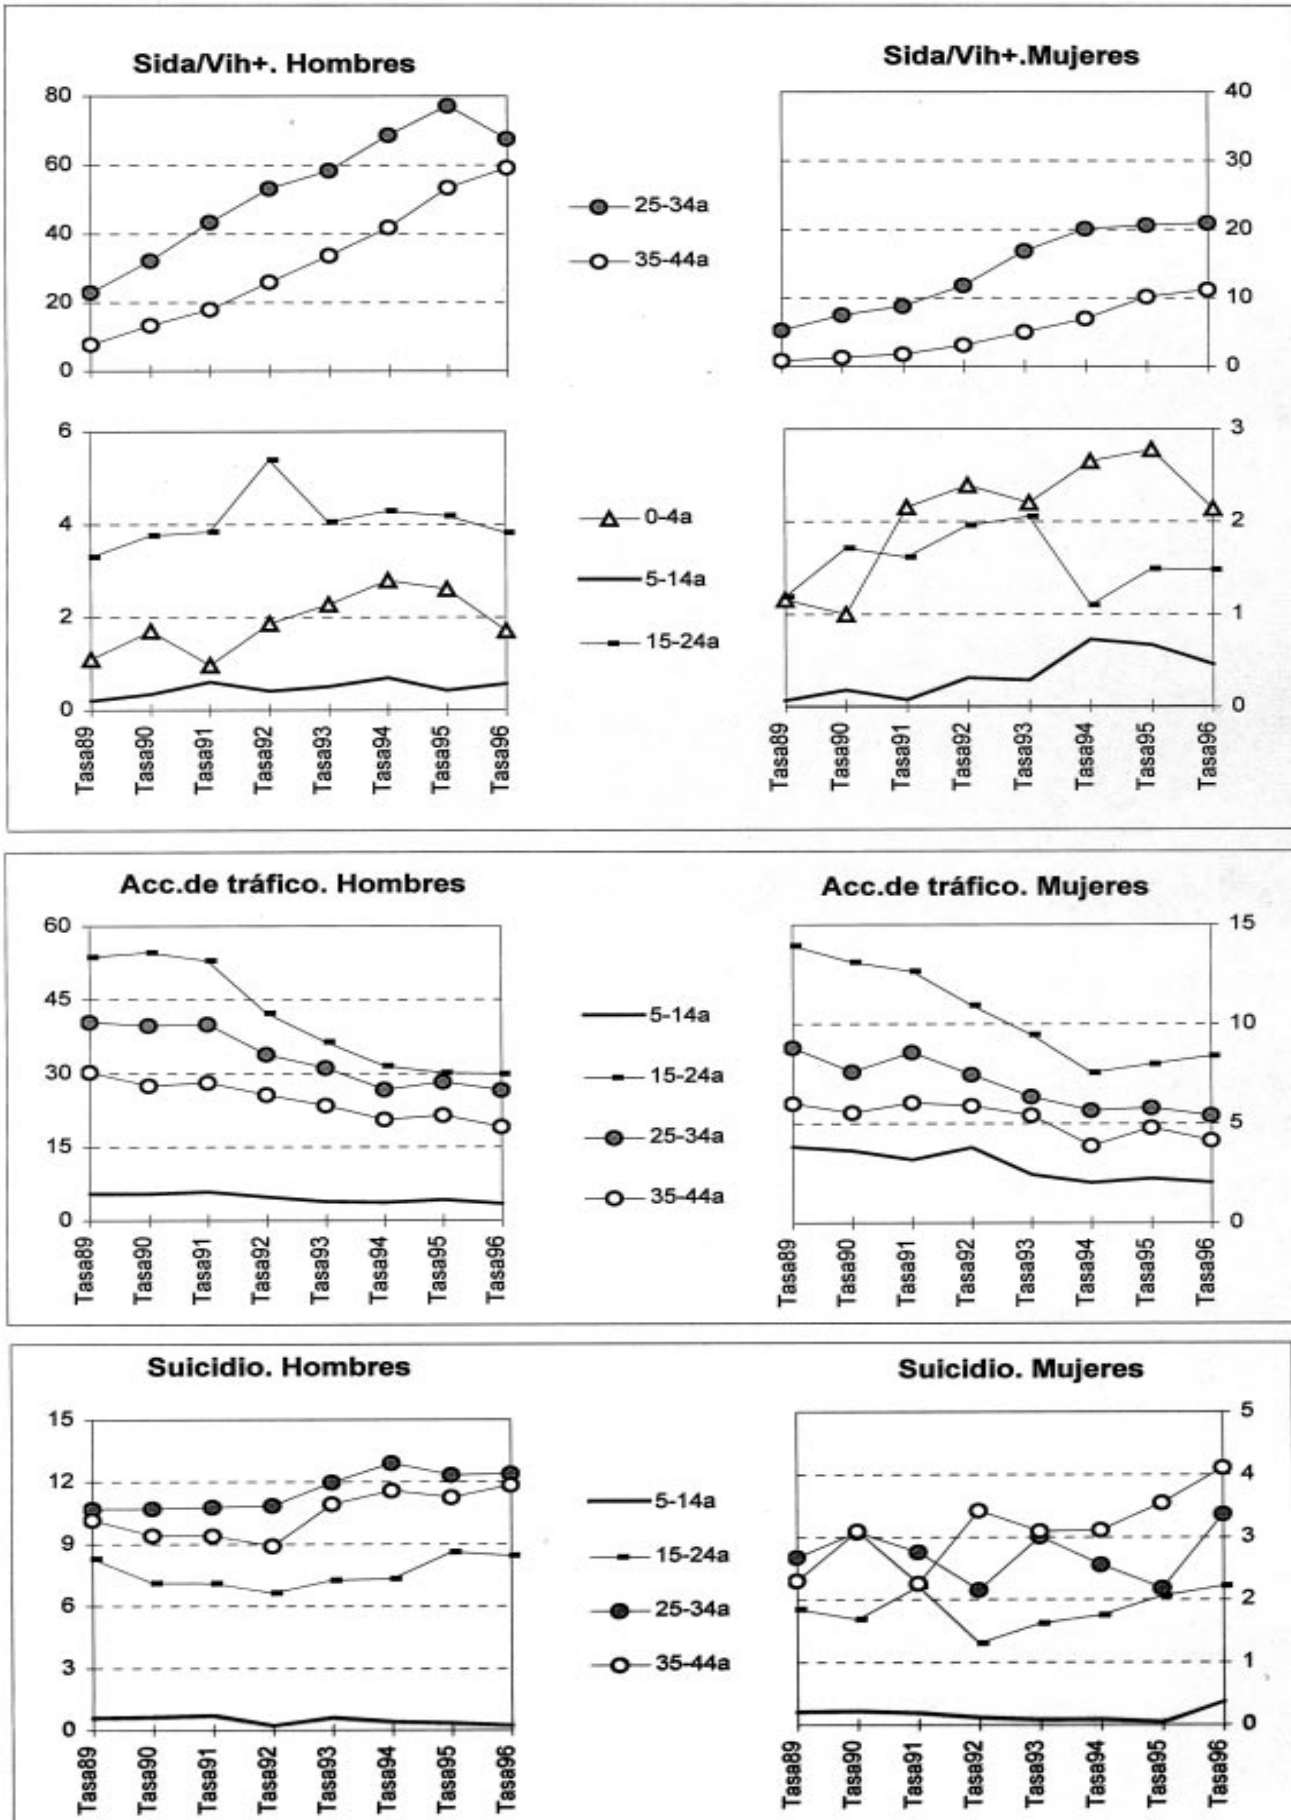 Sida/Vih+. Hombres
80
60
40
20
0
25-34a
35-44a
Sida/Vih+.Mujeres
40
30
20
10
0
6
4
2
0
Tasa89
Tasa90
Tasa91
Tasa92
Tasa93
Tasa94
Tasa95
Tasa96
0-4a
5-14a
15-24a
3
2
1
0
Tasa89
Tasa90
Tasa91
Tasa92
Tasa93
Tasa94
Tasa95
Tasa96
Acc.de tráfico. Hombres
60
45
30
15
0
Tasa89
Tasa90
Tasa91
Tasa92
Tasa93
Tasa94
Tasa95
Tasa96
5-14a
15-24a
25-34a
35-44a
Acc.de tráfico. Mujeres
15
10
5
0
Tasa89
Tasa90
Tasa91
Tasa92
Tasa93
Tasa94
Tasa95
Tasa96
Suicidio. Hombres
15
12
9
6
3
0
Tasa89
Tasa90
Tasa91
Tasa92
Tasa93
Tasa94
Tasa95
Tasa96
5-14a
15-24a
25-34a
35-44a
Suicidio. Mujeres
5
4
3
2
1
0
Tasa89
Tasa90
Tasa91
Tasa92
Tasa93
Tasa94
Tasa95
Tasa96